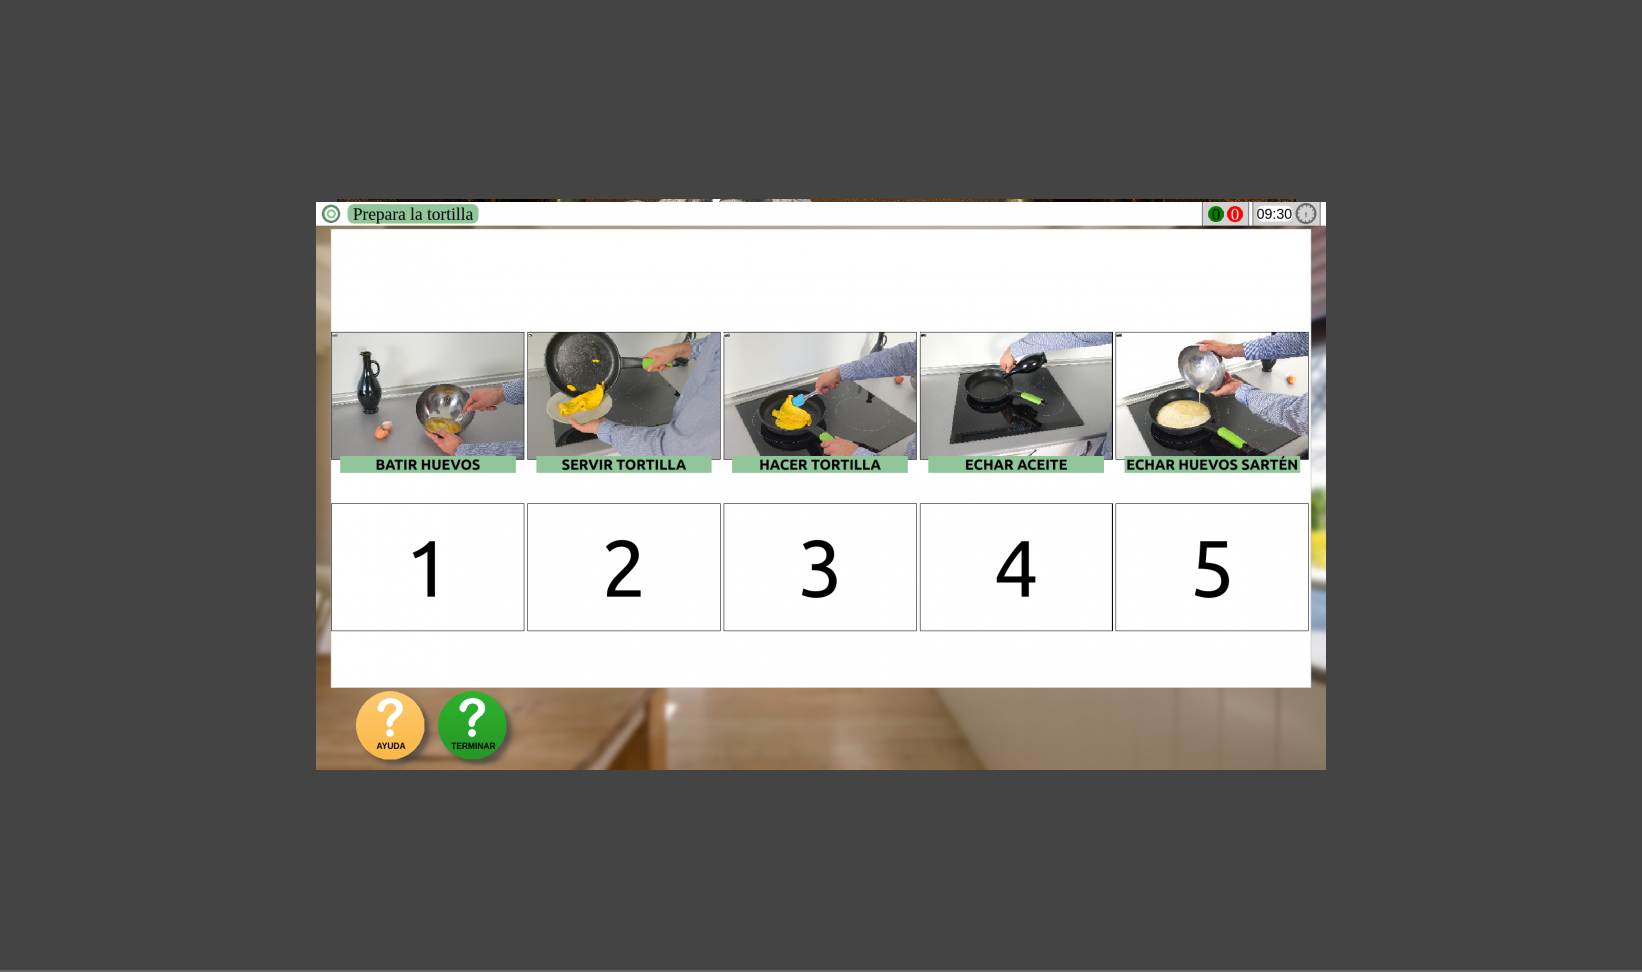 Prepara la tortilla
0 0 09:30
BATIR HUEVOS
SERVIR TORTILLA
HACER TORTILLA
ECHAR ACEITE
ECHAR HUEVOS SARTÉN
1 2 3 4 5
?
AYUDA
?
TERMINAR